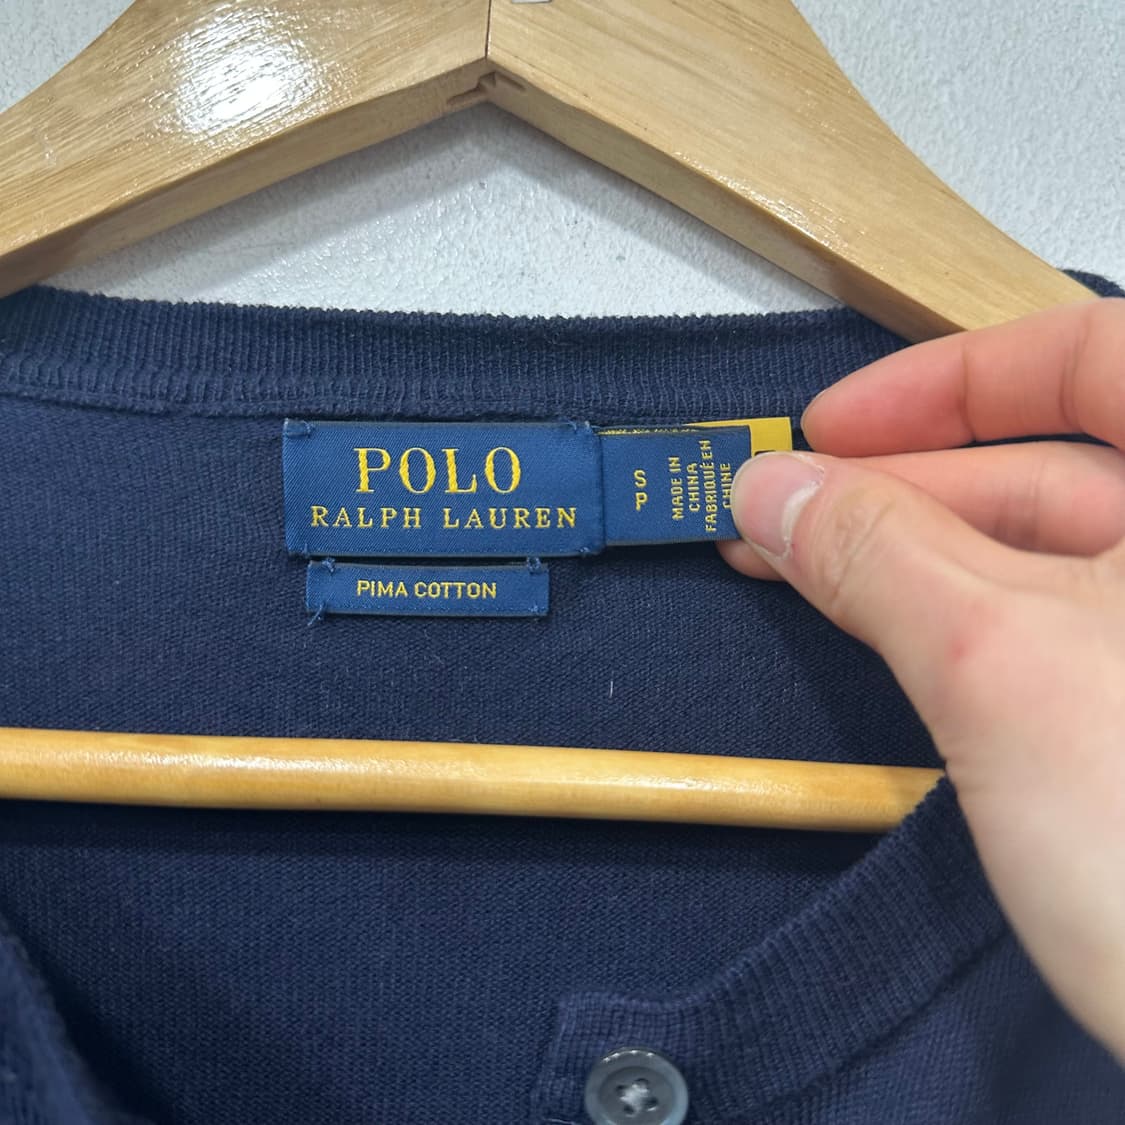 POLO
RALPH LAUREN
PIMA COTTON
S
P
MADE IN
CHINA
FABRIQUÉ EN
CHINE